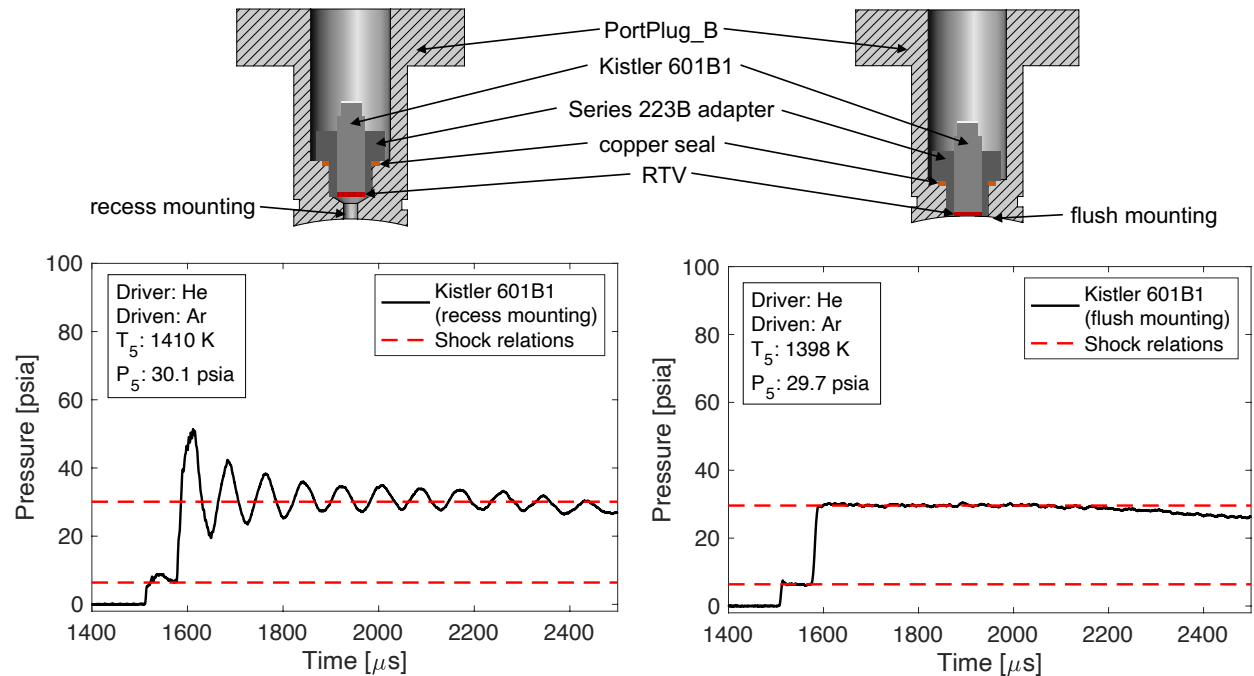 PortPlug_B
Kistler 601B1
Series 223B adapter
copper seal
RTV
recess mounting
flush mounting
100
80
60
40
20
0
Pressure [psia]
Driver: He
Driven: Ar
T5: 1410 K
P5: 30.1 psia
Kistler 601B1
(recess mounting)
Shock relations
1400 1600 1800 2000 2200 2400
Time [μs]
100
80
60
40
20
0
Pressure [psia]
Driver: He
Driven: Ar
T5: 1398 K
P5: 29.7 psia
Kistler 601B1
(flush mounting)
Shock relations
1400 1600 1800 2000 2200 2400
Time [μs]